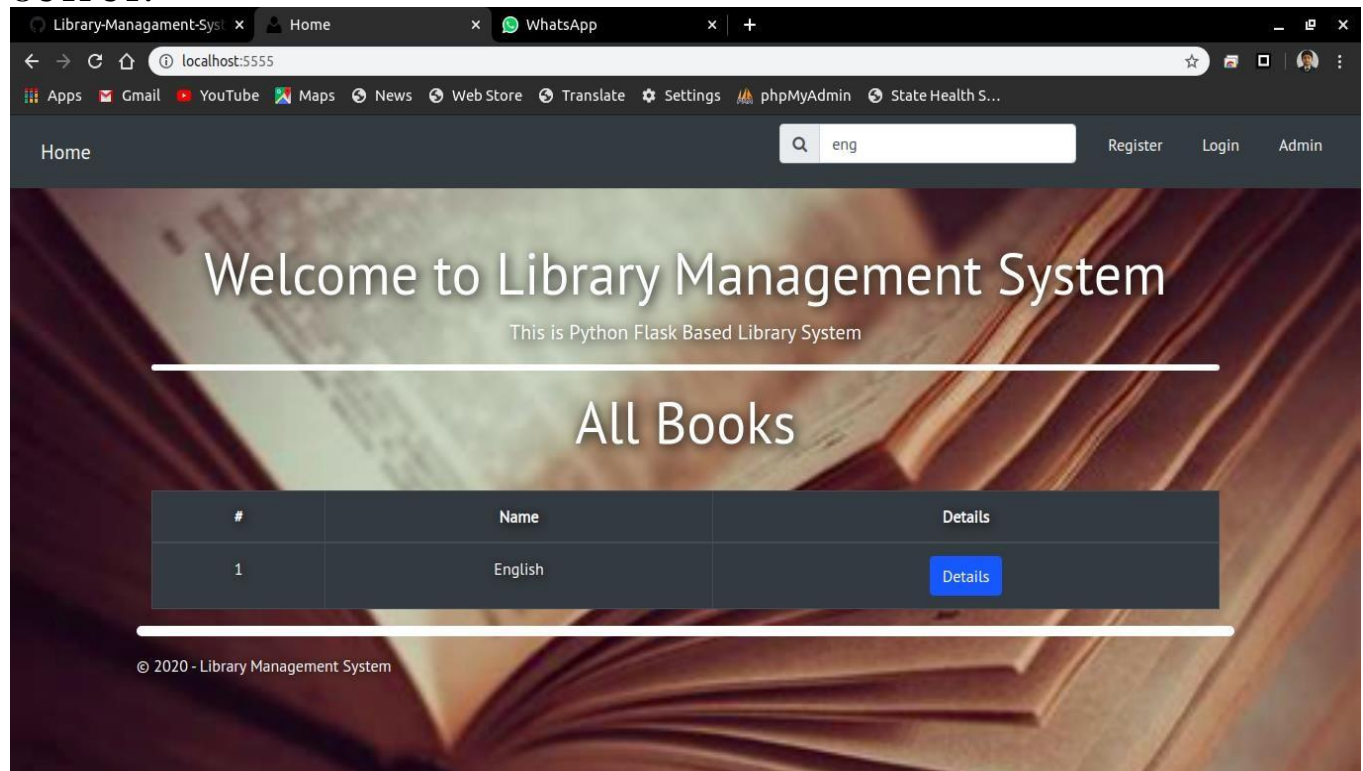 Library-Managament-Syst Home WhatsApp
localhost:5555
Apps Gmail YouTube Maps News Web Store Translate Settings phpMyAdmin State Health S...
Home eng Register Login Admin
Welcome to Library Management System
This is Python Flask Based Library System
All Books
# Name Details
1 English Details
© 2020 - Library Management System